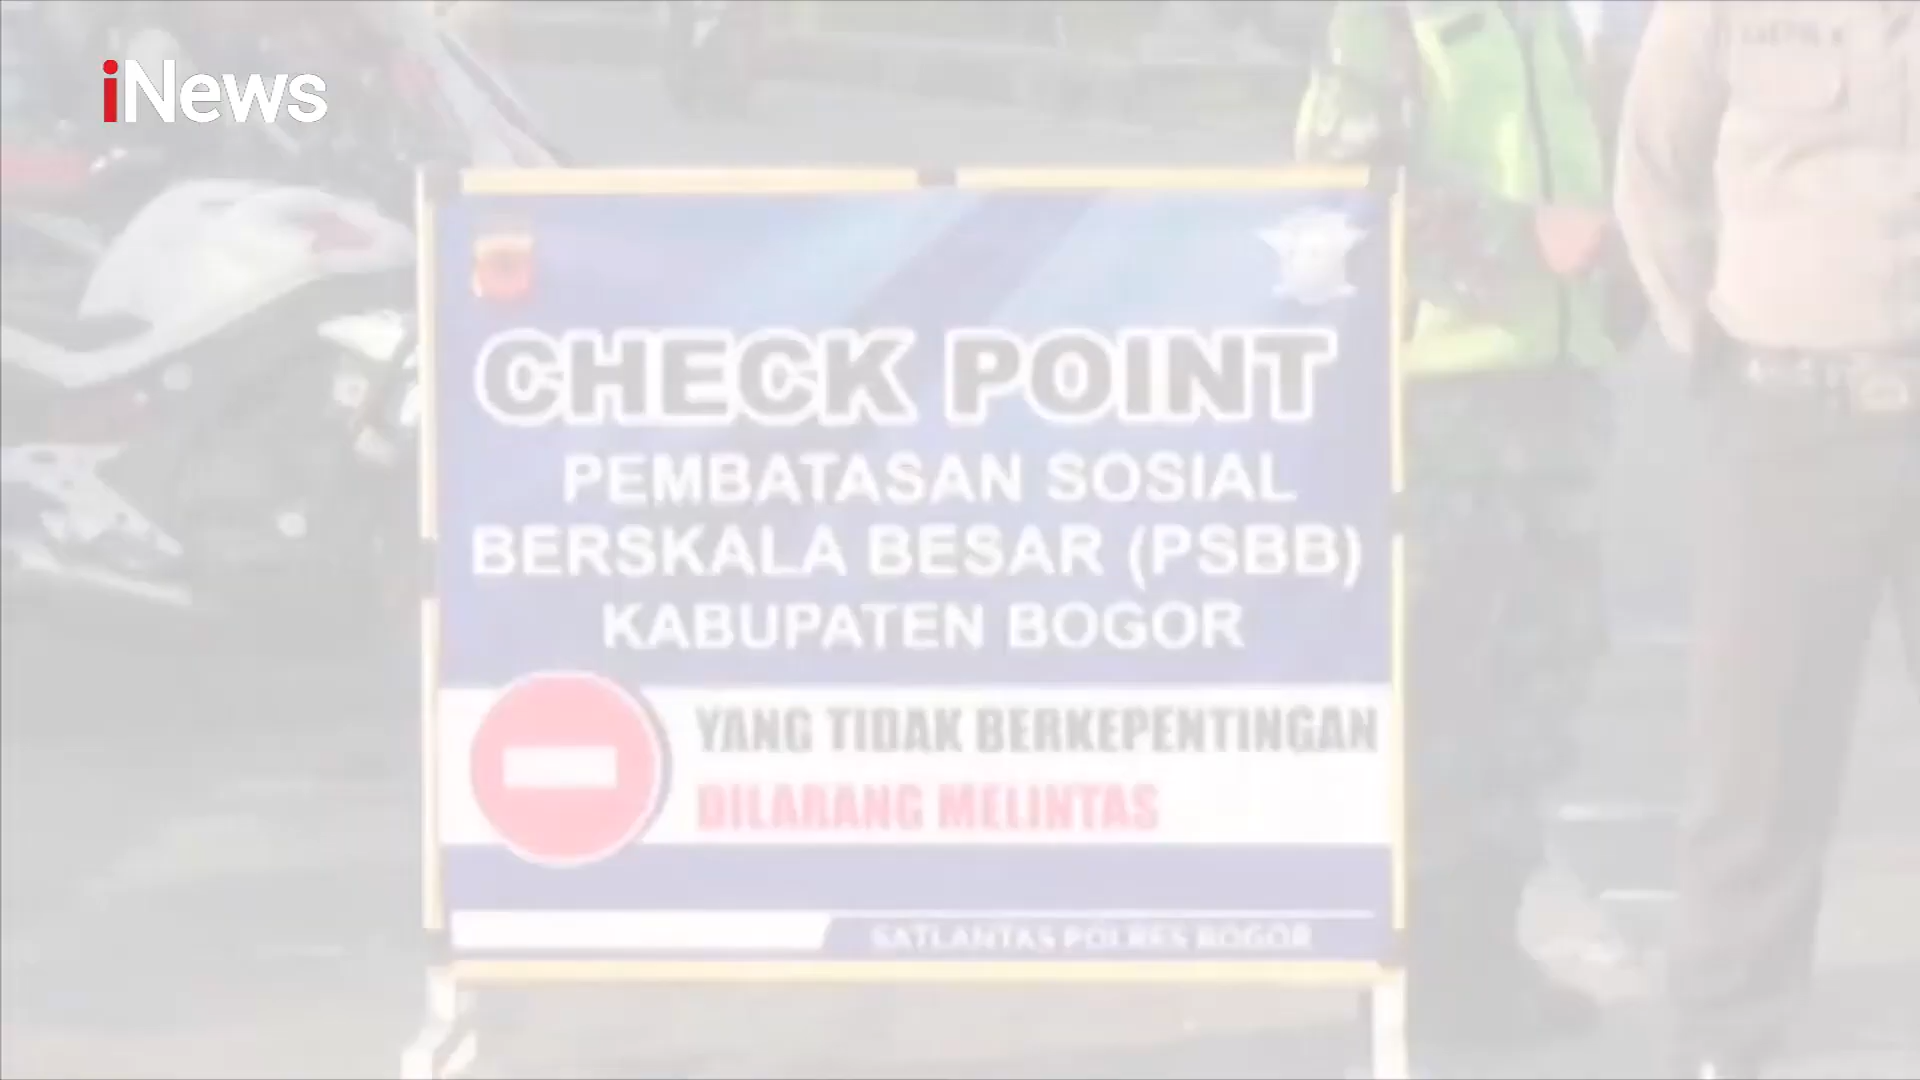 iNews
CHECK POINT
PEMBATASAN SOSIAL
BERSKALA BESAR (PSBB)
KABUPATEN BOGOR
YANG TIDAK BERKEPENTINGAN
DILARANG MELINTAS
SATLANTAS POLRES BOGOR